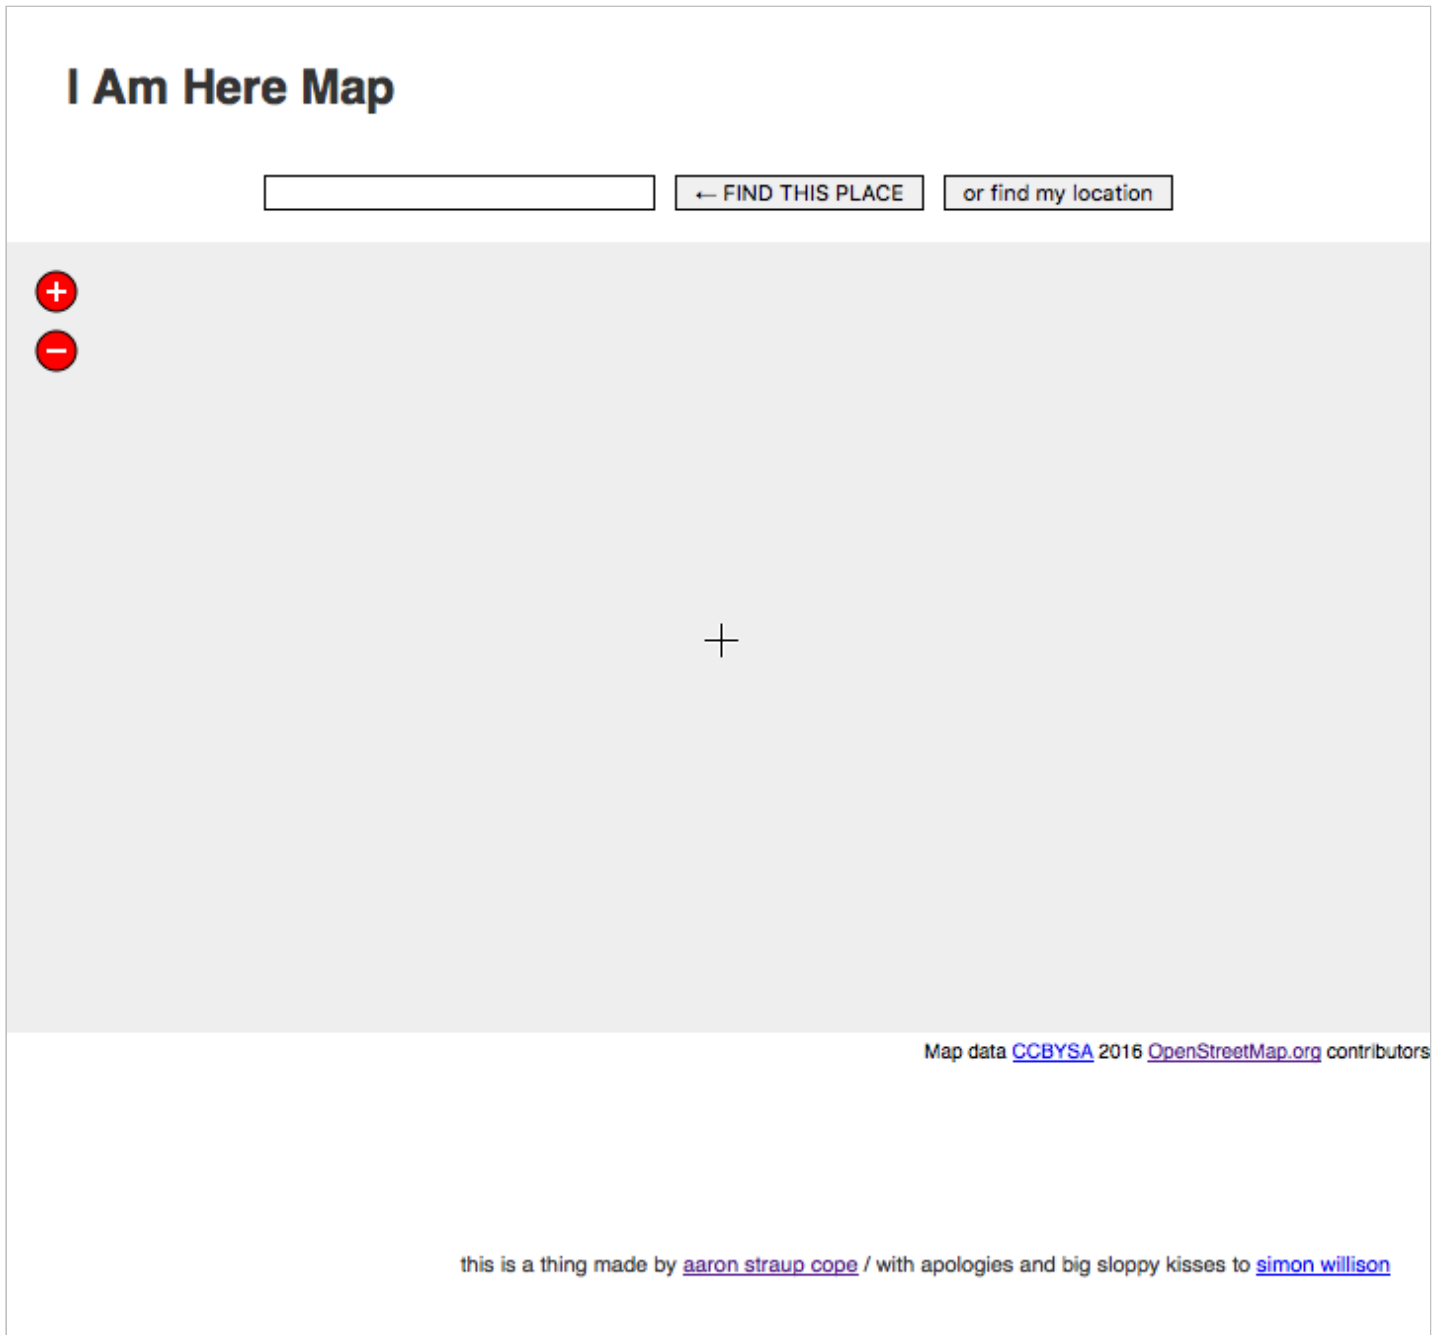 I Am Here Map
← FIND THIS PLACE or find my location
Map data CCBYSA 2016 OpenStreetMap.org contributors
this is a thing made by aaron straup cope / with apologies and big sloppy kisses to simon willison